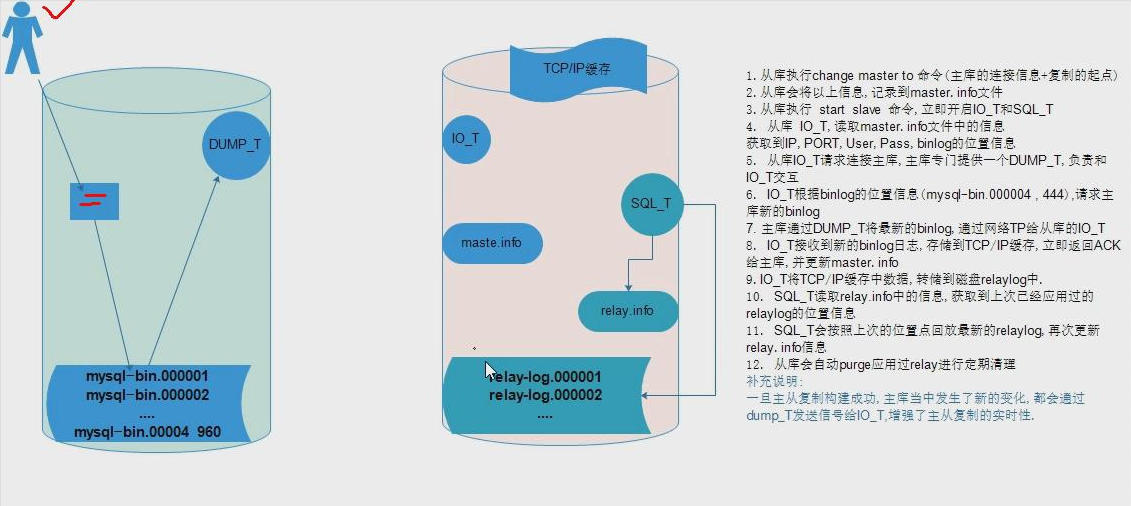 TCP/IP缓存
DUMP_T
IO_T
SQL_T
maste.info
relay.info
mysql-bin.000001
mysql-bin.000002
....
mysql-bin.00004 960
relay-log.000001
relay-log.000002
....
1. 从库执行change master to 命令(主库的连接信息+复制的起点)
2. 从库会将以上信息, 记录到master. info文件
3. 从库执行 start slave 命令, 立即开启IO_T和SQL_T
4. 从库 IO_T, 读取master. info文件中的信息
获取到IP, PORT, User, Pass, binlog的位置信息
5. 从库IO_T请求连接主库, 主库专门提供一个DUMP_T, 负责和
IO_T交互
6. IO_T根据binlog的位置信息(mysql-bin.000004 , 444),请求主
库新的binlog
7. 主库通过DUMP_T将最新的binlog, 通过网络TP给从库的IO_T
8. IO_T接收到新的binlog日志, 存储到TCP/IP缓存, 立即返回ACK
给主库, 并更新master. info
9. IO_T将TCP/IP缓存中数据, 转储到磁盘relaylog中.
10. SQL_T读取relay.info中的信息, 获取到上次已经应用过的
relaylog的位置信息
11. SQL_T会按照上次的位置点回放最新的relaylog, 再次更新
relay. info信息
12. 从库会自动purge应用过relay进行定期清理
补充说明:
一旦主从复制构建成功, 主库当中发生了新的变化, 都会通过
dump_T发送信号给IO_T,增强了主从复制的实时性.